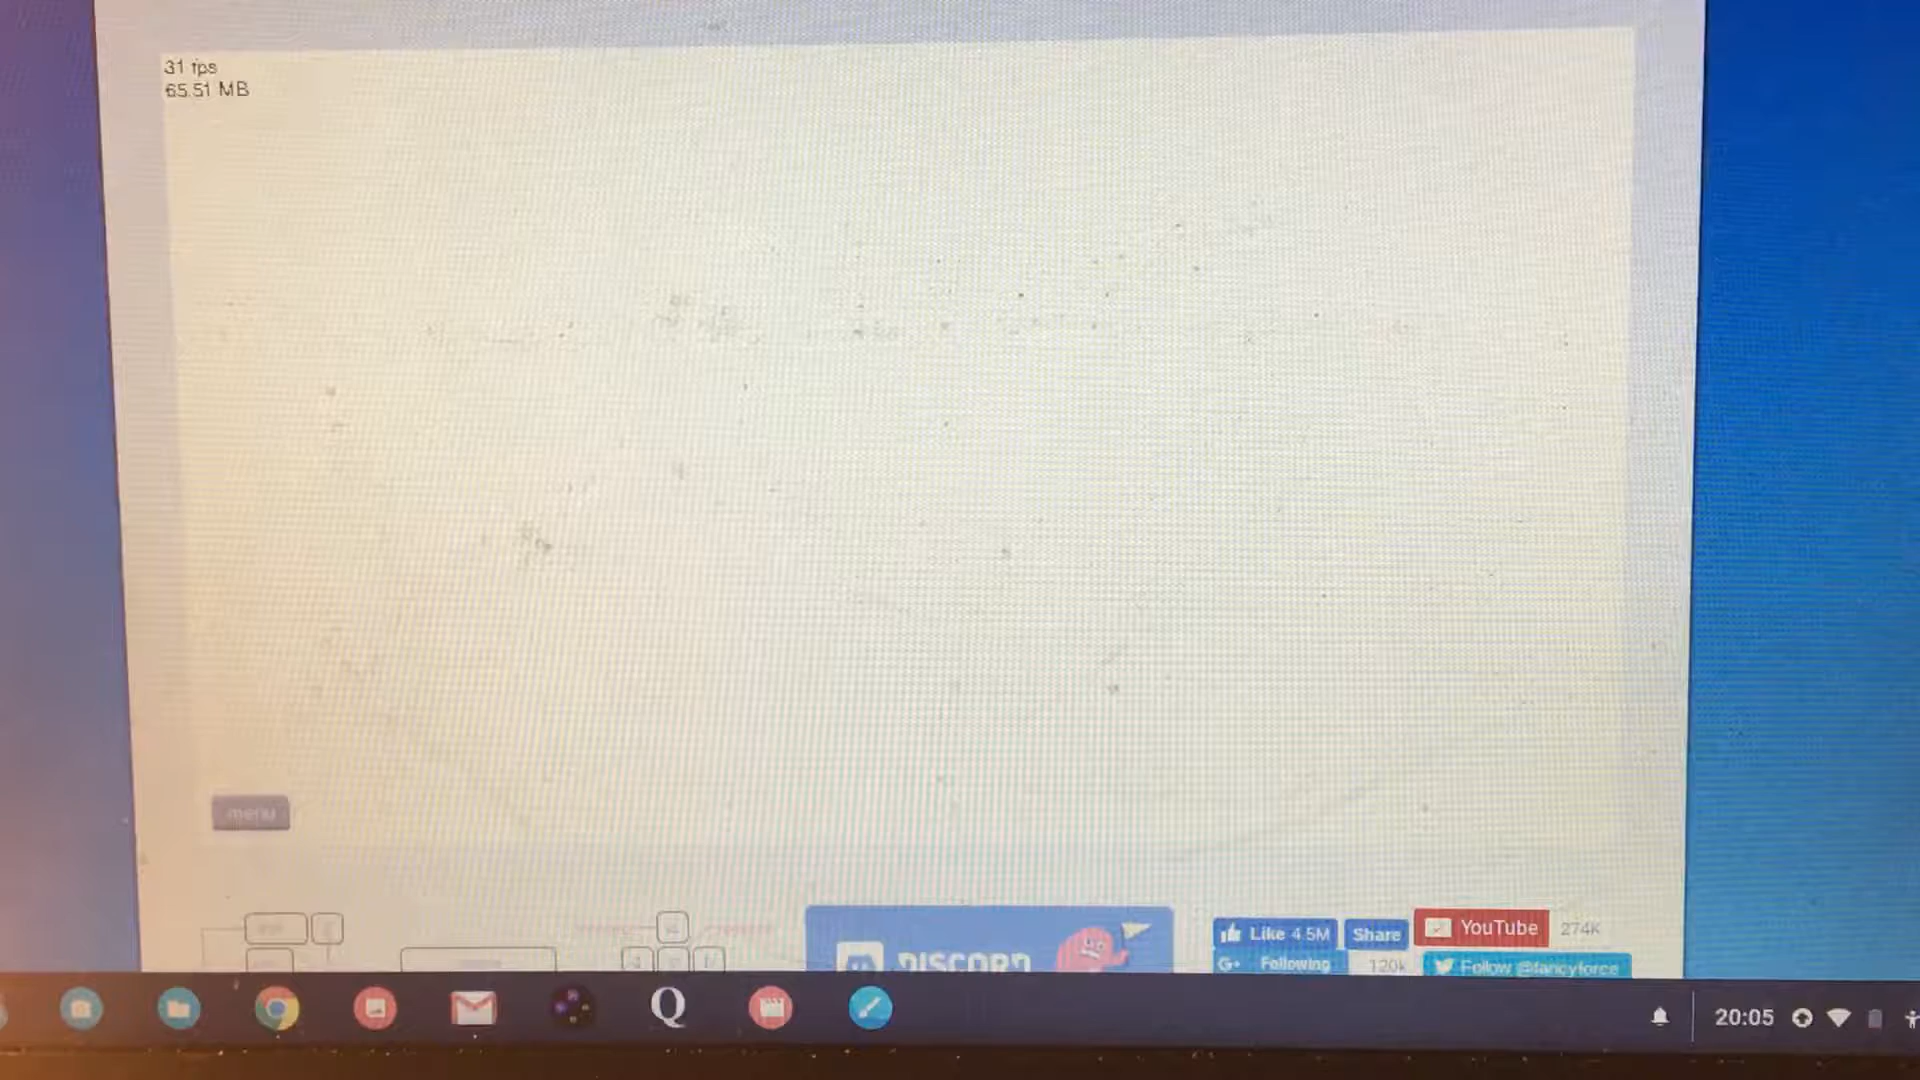 31 fps
65.51 MB
menu
DISCORD
Like 4.5M
Share
YouTube
274K
G+ Following
120k
Follow @fancyforce
Q
20:05